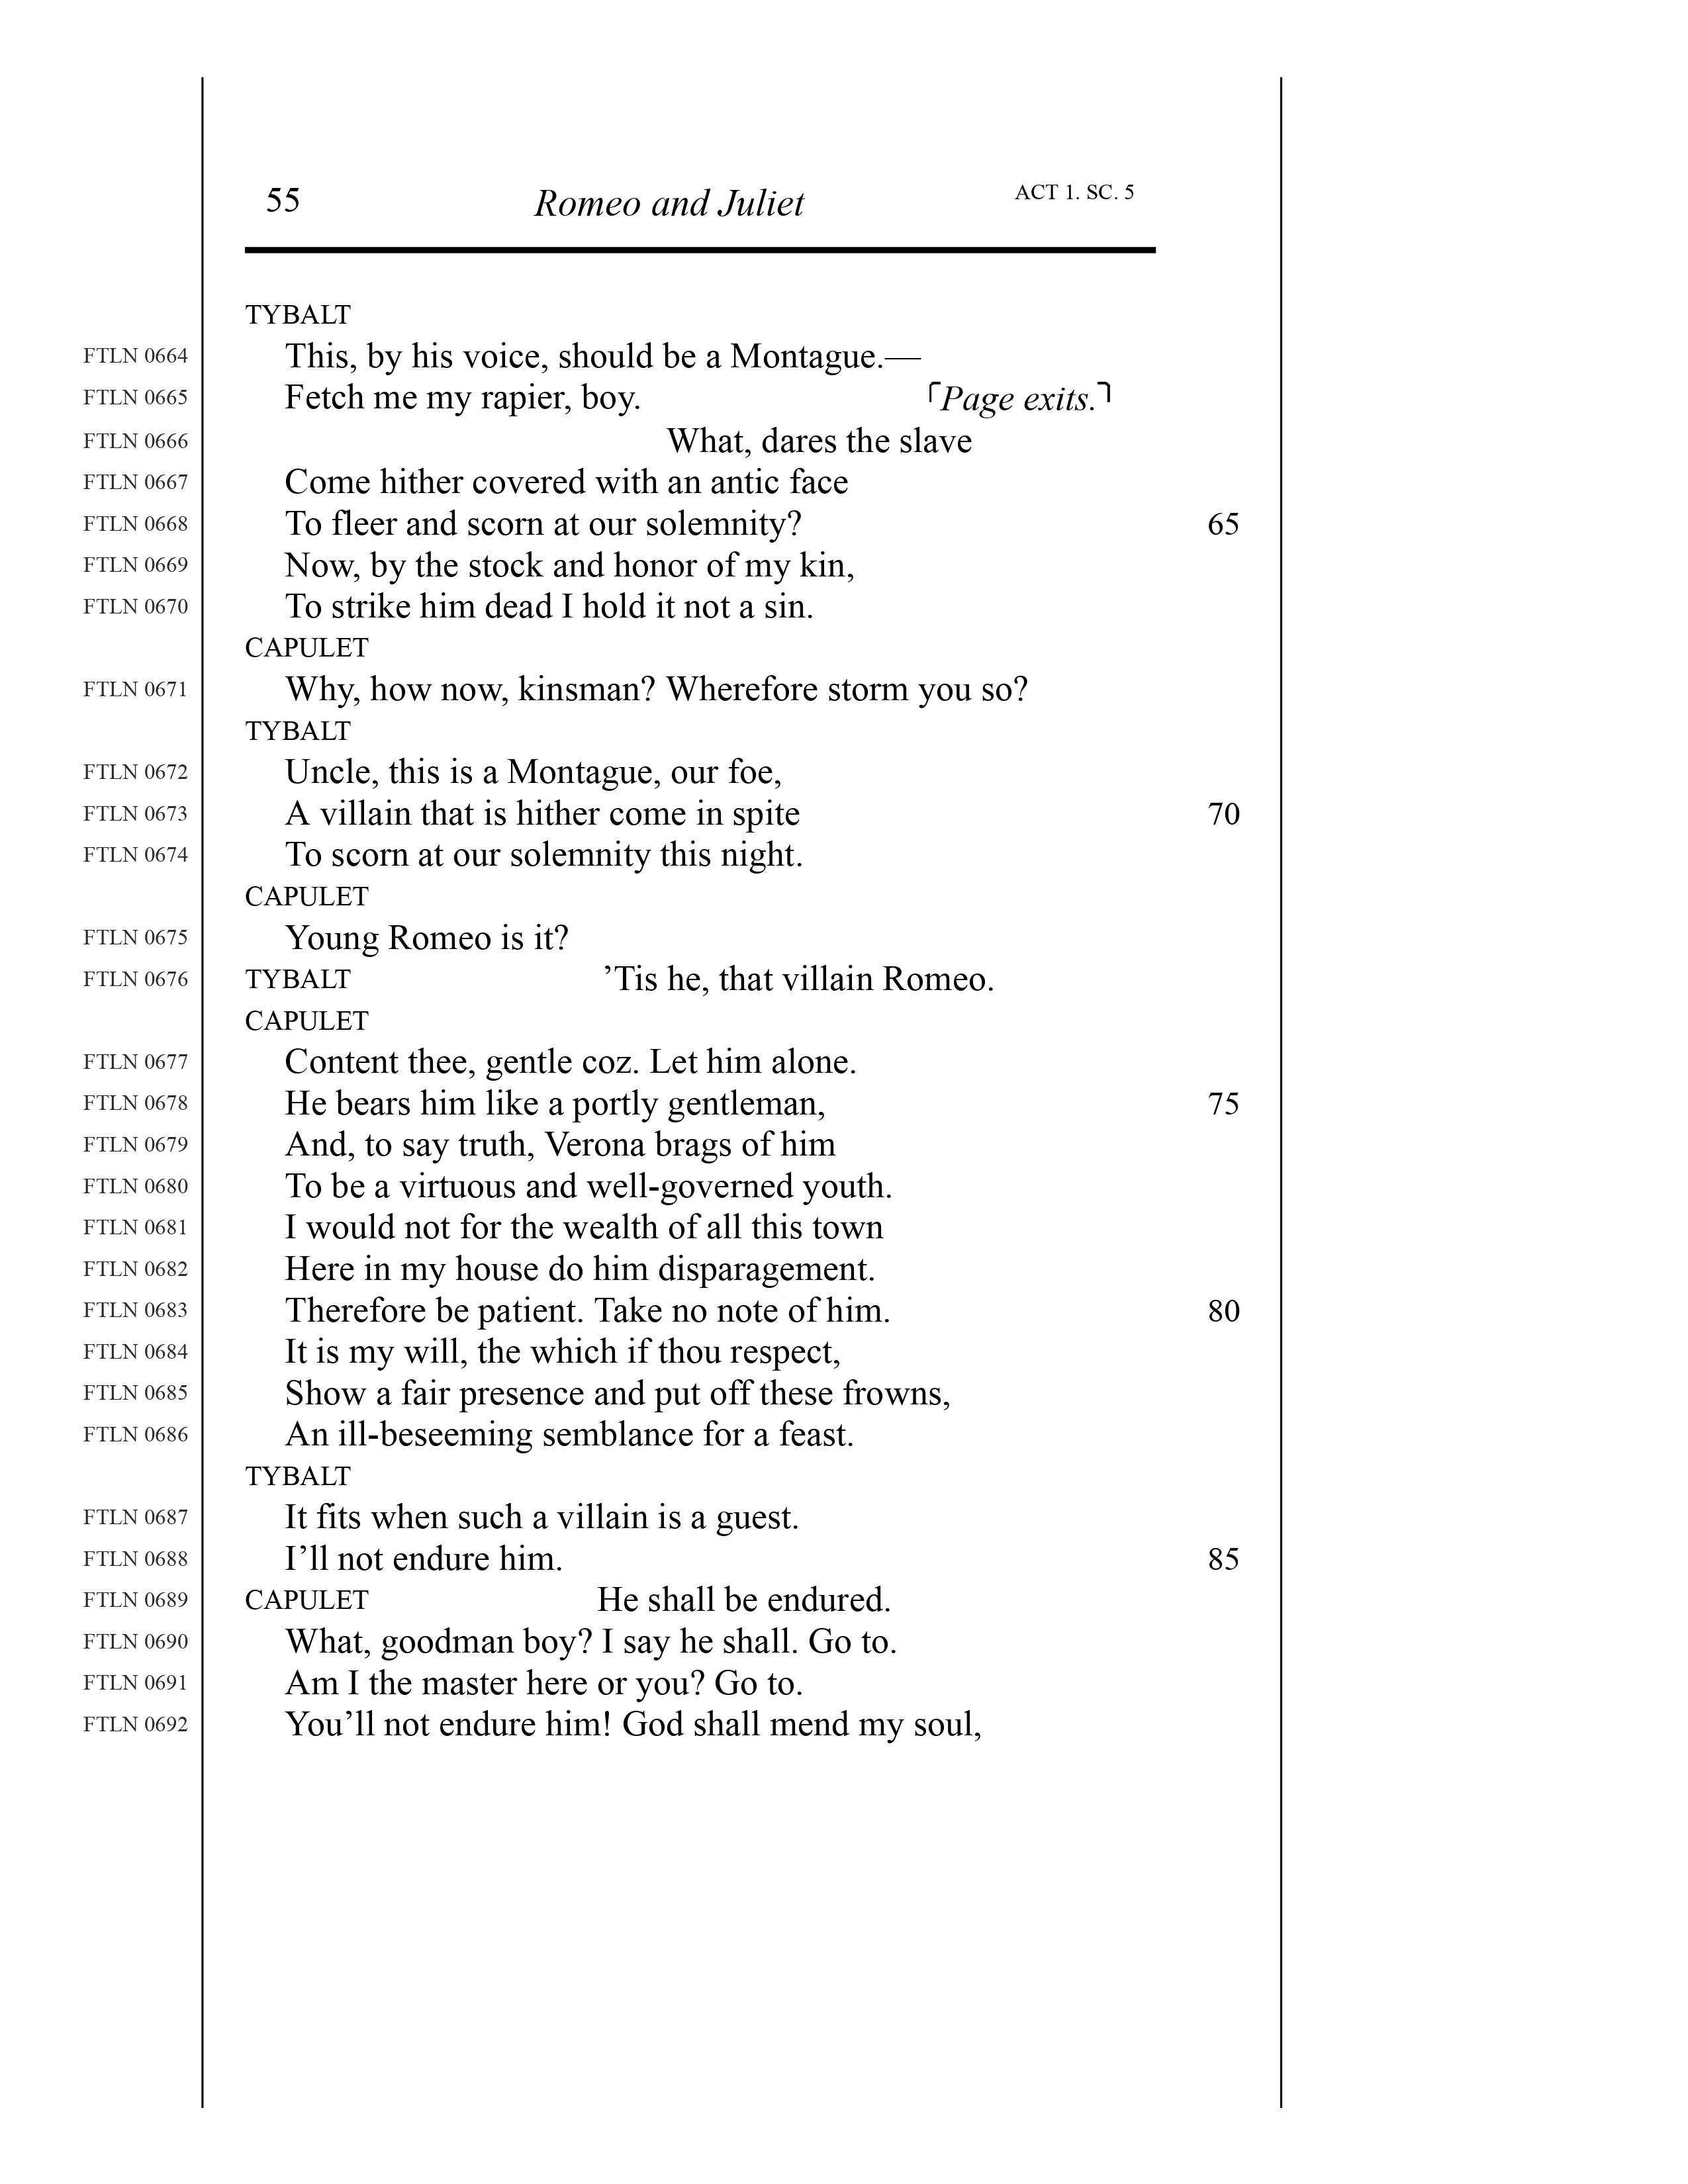 55 Romeo and Juliet ACT 1. SC. 5
TYBALT
FTLN 0664 This, by his voice, should be a Montague.—
FTLN 0665 Fetch me my rapier, boy. ⌜Page exits.⌝
FTLN 0666 What, dares the slave
FTLN 0667 Come hither covered with an antic face
FTLN 0668 To fleer and scorn at our solemnity? 65
FTLN 0669 Now, by the stock and honor of my kin,
FTLN 0670 To strike him dead I hold it not a sin.
CAPULET
FTLN 0671 Why, how now, kinsman? Wherefore storm you so?
TYBALT
FTLN 0672 Uncle, this is a Montague, our foe,
FTLN 0673 A villain that is hither come in spite 70
FTLN 0674 To scorn at our solemnity this night.
CAPULET
FTLN 0675 Young Romeo is it?
FTLN 0676 TYBALT ’Tis he, that villain Romeo.
CAPULET
FTLN 0677 Content thee, gentle coz. Let him alone.
FTLN 0678 He bears him like a portly gentleman, 75
FTLN 0679 And, to say truth, Verona brags of him
FTLN 0680 To be a virtuous and well-governed youth.
FTLN 0681 I would not for the wealth of all this town
FTLN 0682 Here in my house do him disparagement.
FTLN 0683 Therefore be patient. Take no note of him. 80
FTLN 0684 It is my will, the which if thou respect,
FTLN 0685 Show a fair presence and put off these frowns,
FTLN 0686 An ill-beseeming semblance for a feast.
TYBALT
FTLN 0687 It fits when such a villain is a guest.
FTLN 0688 I’ll not endure him. 85
FTLN 0689 CAPULET He shall be endured.
FTLN 0690 What, goodman boy? I say he shall. Go to.
FTLN 0691 Am I the master here or you? Go to.
FTLN 0692 You’ll not endure him! God shall mend my soul,